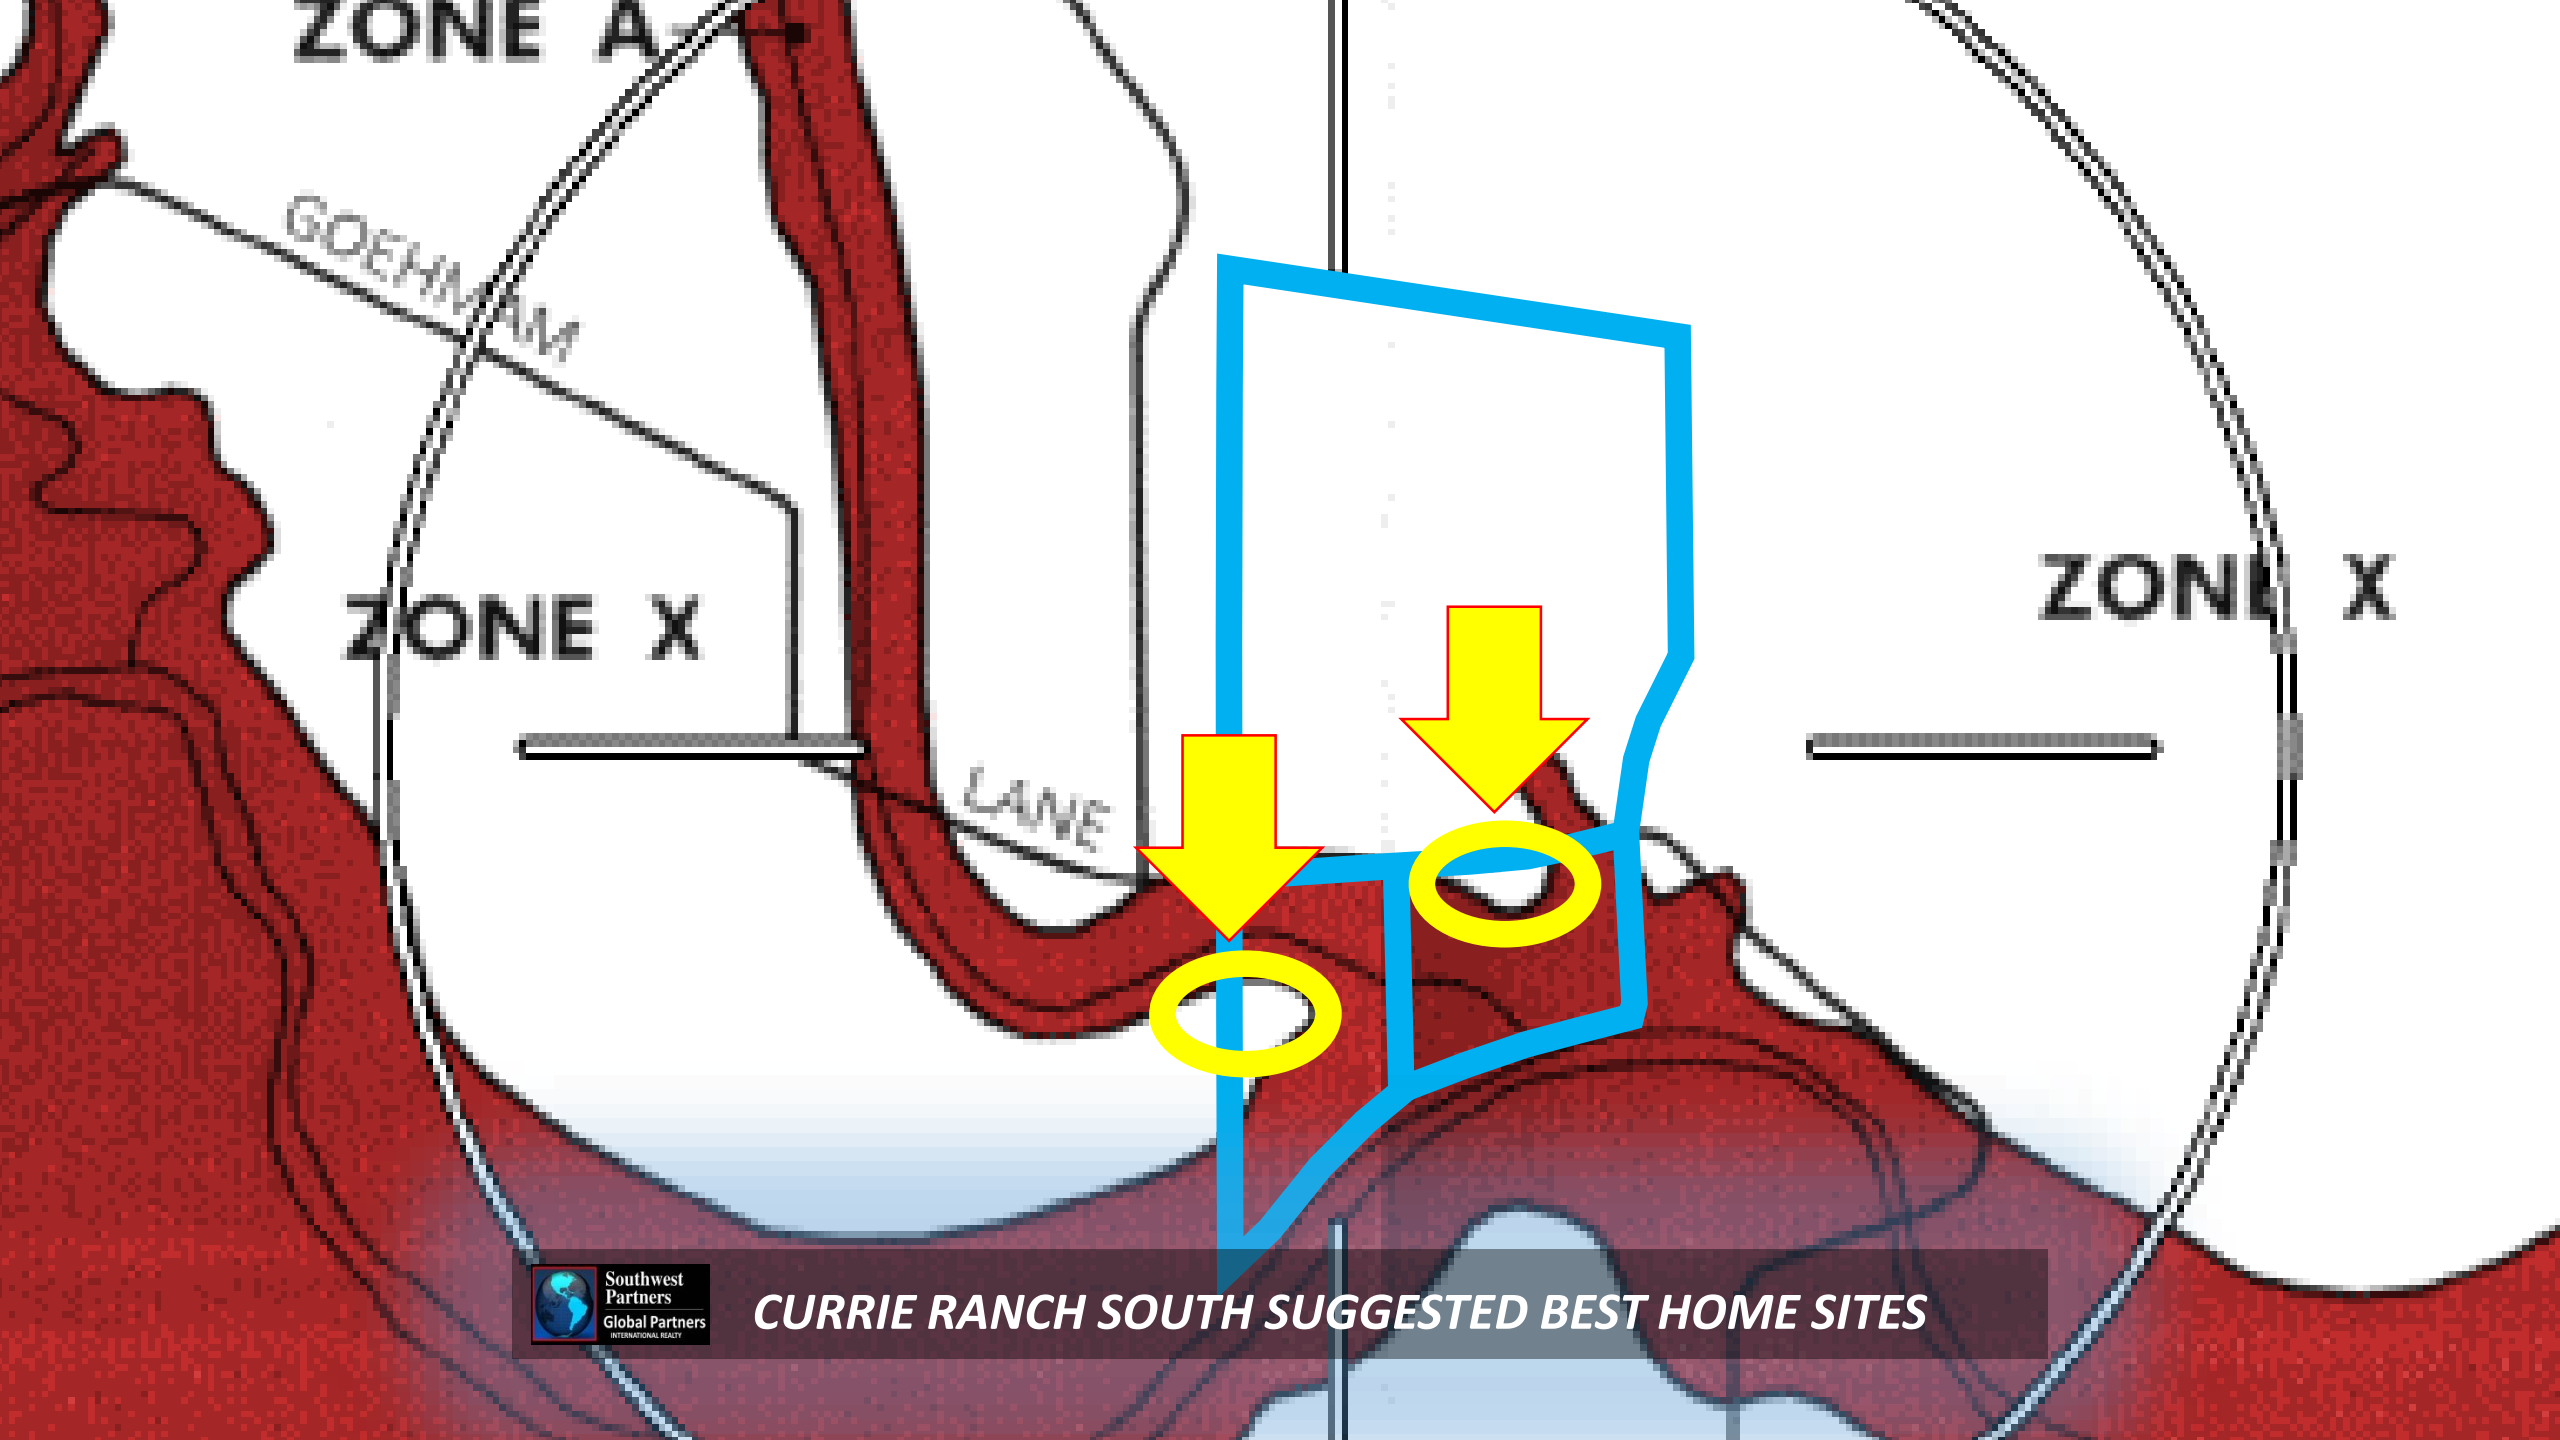 ZONE A
GOEHMAM
ZONE X
ZONE X
LANE
Southwest
Partners
Global Partners
INTERNATIONAL REALTY
CURRIE RANCH SOUTH SUGGESTED BEST HOME SITES